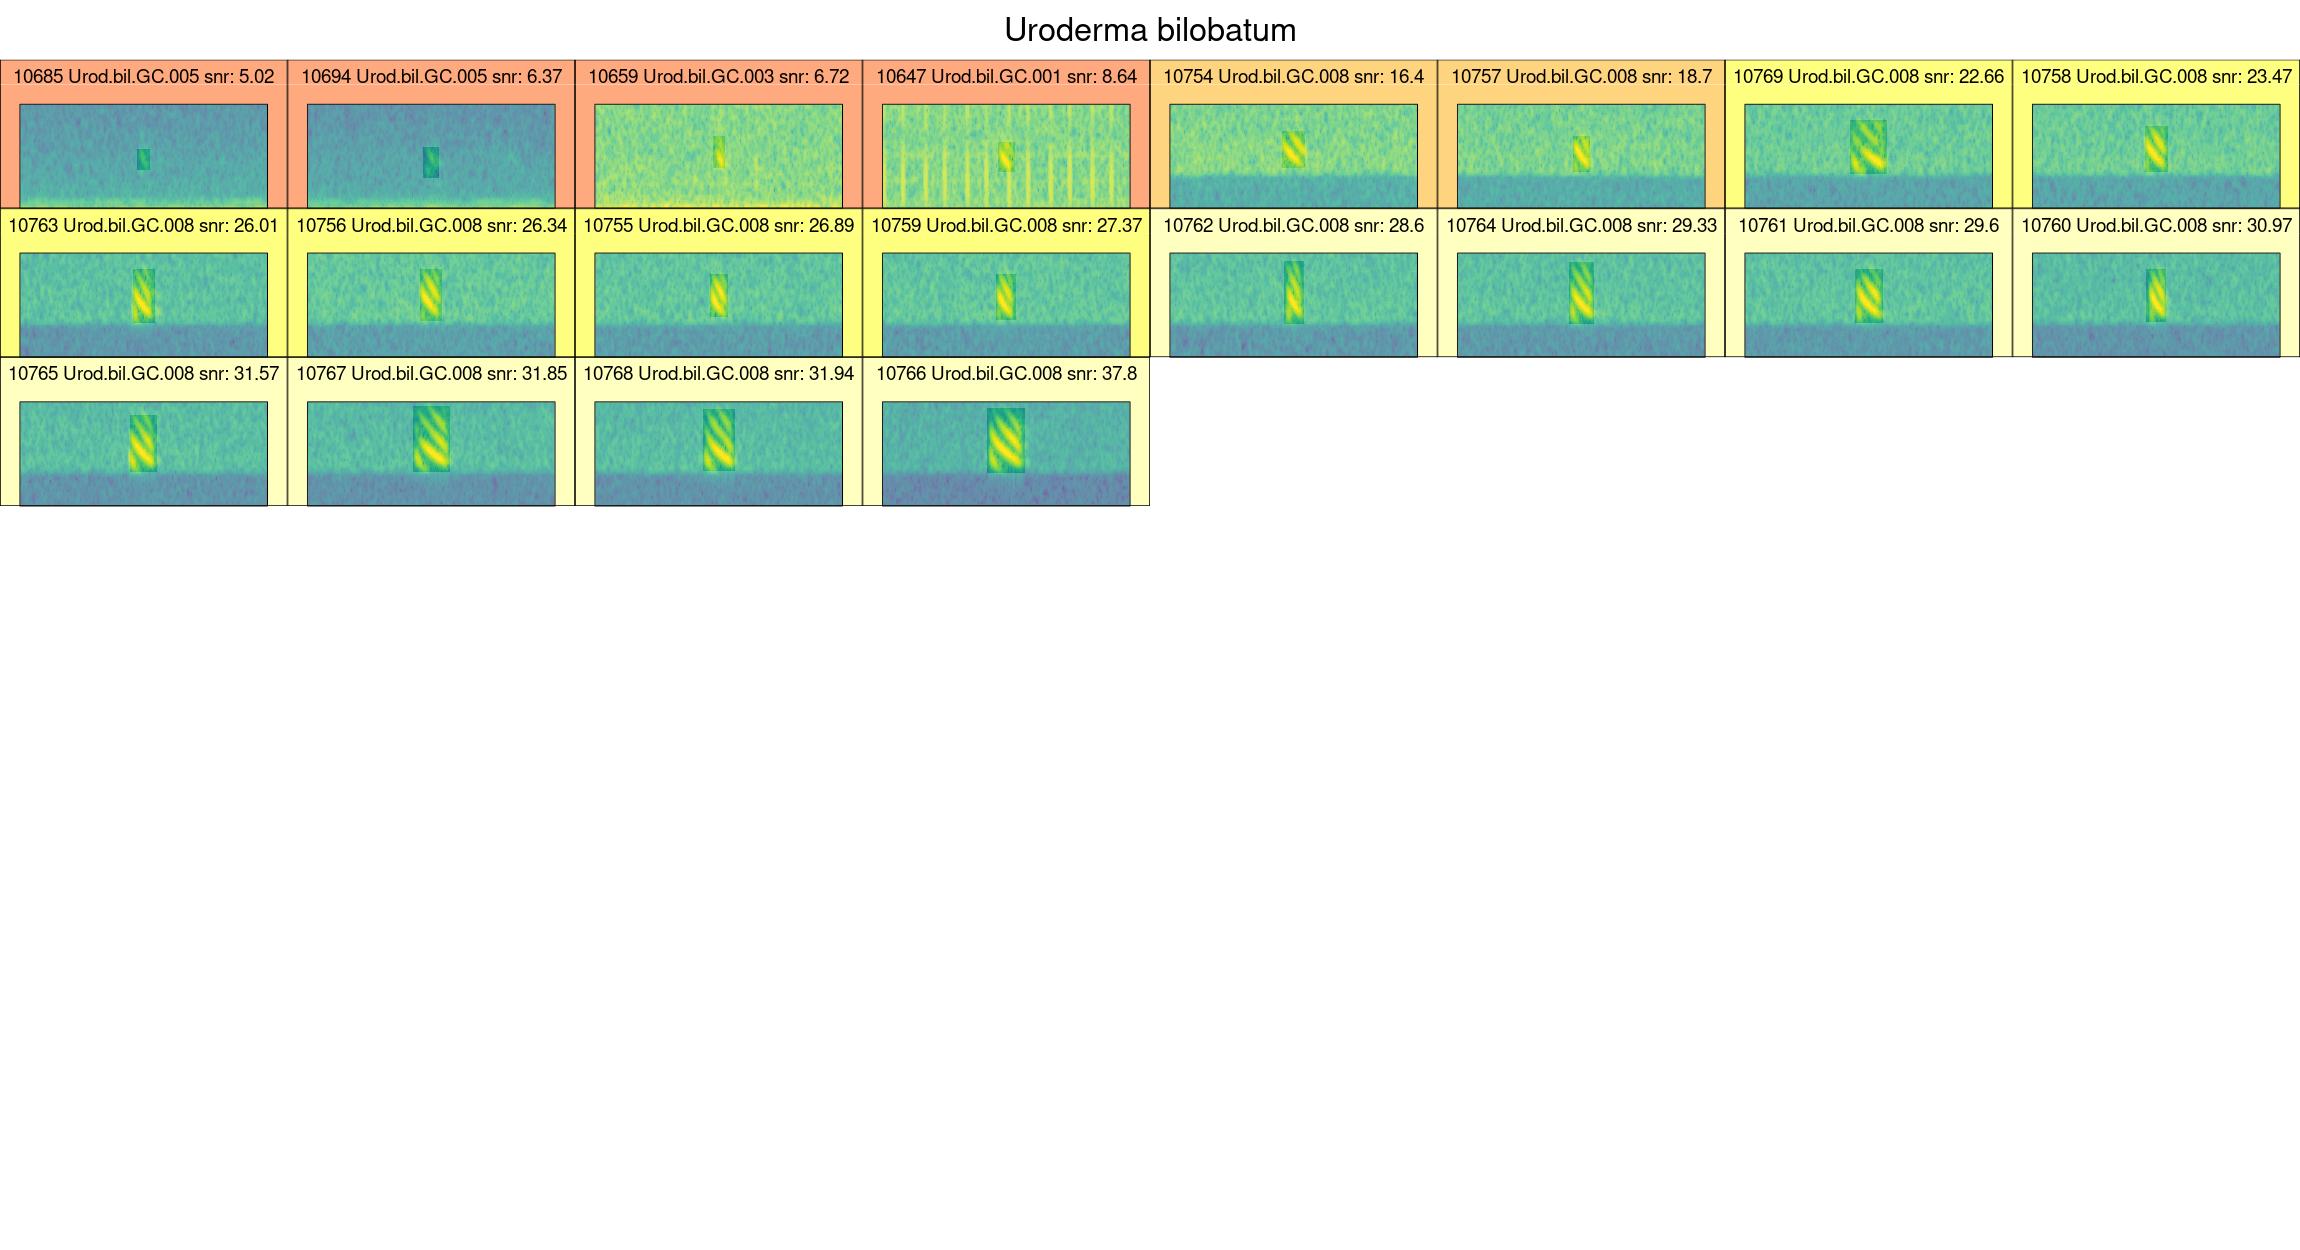 Uroderma bilobatum
10685 Urod.bil.GC.005 snr: 5.02
10694 Urod.bil.GC.005 snr: 6.37
10659 Urod.bil.GC.003 snr: 6.72
10647 Urod.bil.GC.001 snr: 8.64
10754 Urod.bil.GC.008 snr: 16.4
10757 Urod.bil.GC.008 snr: 18.7
10769 Urod.bil.GC.008 snr: 22.66
10758 Urod.bil.GC.008 snr: 23.47
10763 Urod.bil.GC.008 snr: 26.01
10756 Urod.bil.GC.008 snr: 26.34
10755 Urod.bil.GC.008 snr: 26.89
10759 Urod.bil.GC.008 snr: 27.37
10762 Urod.bil.GC.008 snr: 28.6
10764 Urod.bil.GC.008 snr: 29.33
10761 Urod.bil.GC.008 snr: 29.6
10760 Urod.bil.GC.008 snr: 30.97
10765 Urod.bil.GC.008 snr: 31.57
10767 Urod.bil.GC.008 snr: 31.85
10768 Urod.bil.GC.008 snr: 31.94
10766 Urod.bil.GC.008 snr: 37.8